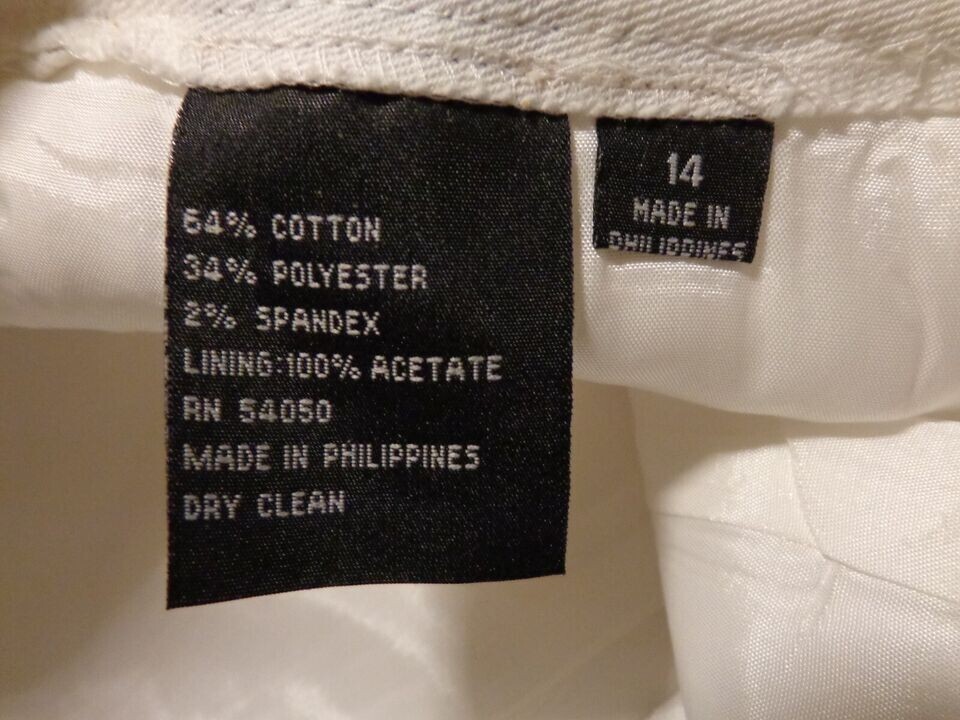 64% COTTON
34% POLYESTER
2% SPANDEX
LINING:100% ACETATE
RN 54050
MADE IN PHILIPPINES
DRY CLEAN
14
MADE IN
PHILIPPINES